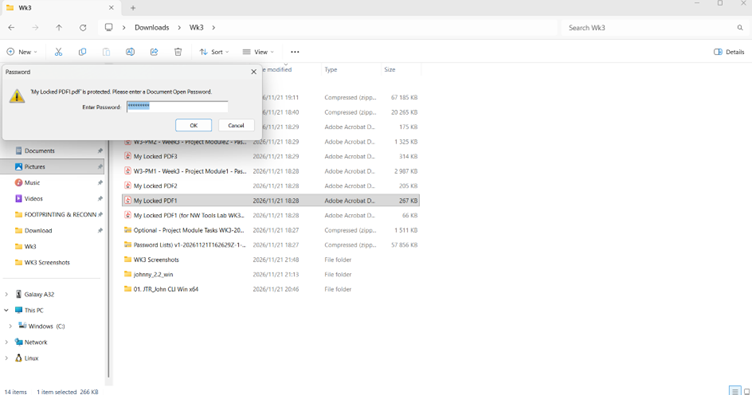 Wk3
Downloads
Wk3
Search Wk3
New
Sort
View
Details
Password
'My Locked PDF1.pdf' is protected. Please enter a Document Open Password.
Enter Password: *********
OK
Cancel
modified
Type
Size
2026/11/21 19:11 Compressed (zipp... 67 185 KB
2026/11/21 18:40 Compressed (zipp... 20 265 KB
2026/11/21 18:29 Adobe Acrobat D... 175 KB
W3-PM2 - Week3 - Project Module2 - Pas... 2026/11/21 18:29 Adobe Acrobat D... 1 325 KB
My Locked PDF3 2026/11/21 18:29 Adobe Acrobat D... 314 KB
W3-PM1 - Week3 - Project Module1 - Pas... 2026/11/21 18:28 Adobe Acrobat D... 2 987 KB
My Locked PDF2 2026/11/21 18:28 Adobe Acrobat D... 205 KB
My Locked PDF1 2026/11/21 18:28 Adobe Acrobat D... 267 KB
My Locked PDF1 (for NW Tools Lab WK3... 2026/11/21 18:28 Adobe Acrobat D... 66 KB
Optional - Project Module Tasks WK3-20... 2026/11/21 18:27 Compressed (zipp... 1 511 KB
Password Lists) v1-20261121T162629Z-1-... 2026/11/21 18:27 Compressed (zipp... 57 856 KB
WK3 Screenshots 2026/11/21 21:48 File folder
johnny_2.2_win 2026/11/21 21:13 File folder
01. JTR_John CLI Win x64 2026/11/21 20:46 File folder
Documents
Pictures
Music
Videos
FOOTPRINTING & RECONN
Download
Wk3
WK3 Screenshots
Galaxy A32
This PC
Windows (C:)
Network
Linux
14 items 1 item selected 266 KB